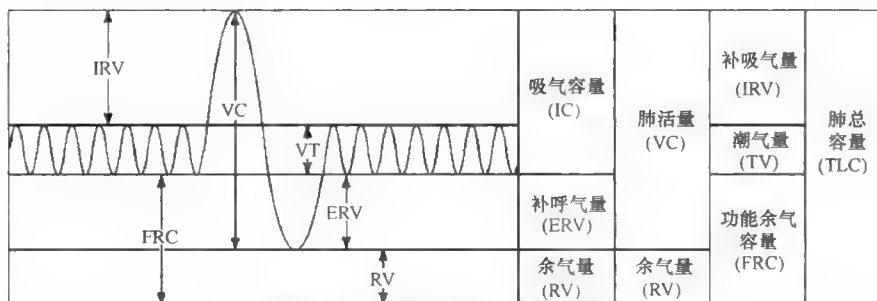 IRV
VC
VT
ERV
FRC
RV
吸气容量
(IC)
补呼气量
(ERV)
余气量
(RV)
肺活量
(VC)
余气量
(RV)
补吸气量
(IRV)
潮气量
(TV)
功能余气
容量
(FRC)
肺总
容量
(TLC)